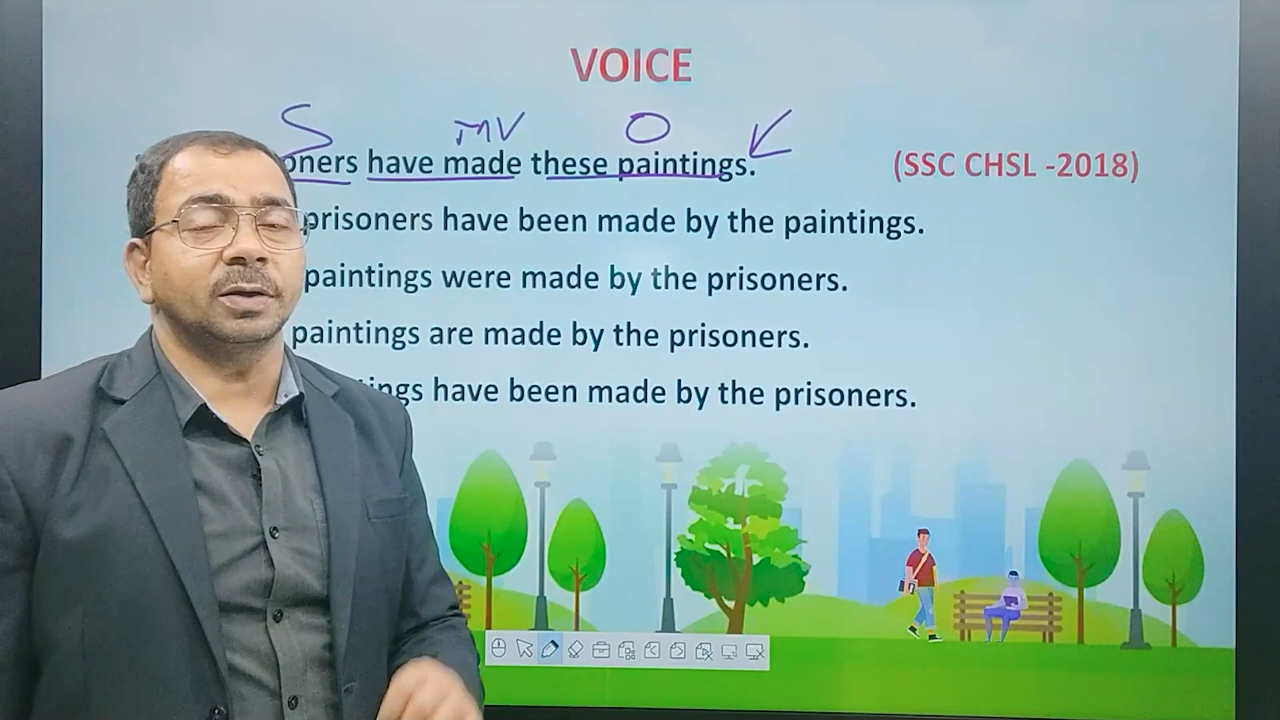 VOICE
S MV O
oners have made these paintings. (SSC CHSL -2018)
prisoners have been made by the paintings.
paintings were made by the prisoners.
paintings are made by the prisoners.
ings have been made by the prisoners.